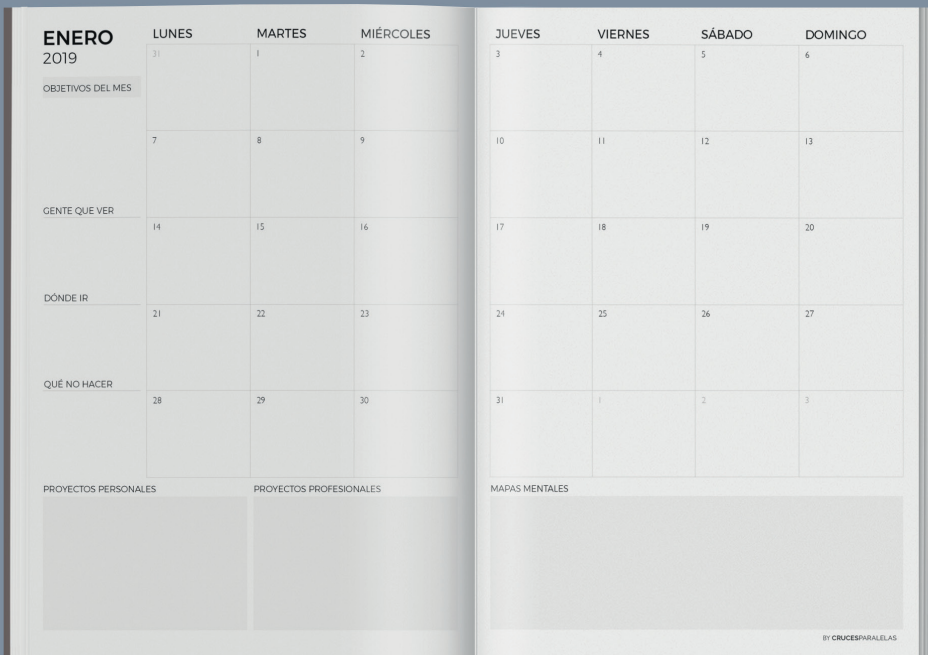 ENERO
2019
LUNES MARTES MIÉRCOLES JUEVES VIERNES SÁBADO DOMINGO
31 1 2 3 4 5 6
OBJETIVOS DEL MES
7 8 9 10 11 12 13
GENTE QUE VER
14 15 16 17 18 19 20
DÓNDE IR
21 22 23 24 25 26 27
QUÉ NO HACER
28 29 30 31 1 2 3
PROYECTOS PERSONALES PROYECTOS PROFESIONALES MAPAS MENTALES
BY CRUCESPARALELAS